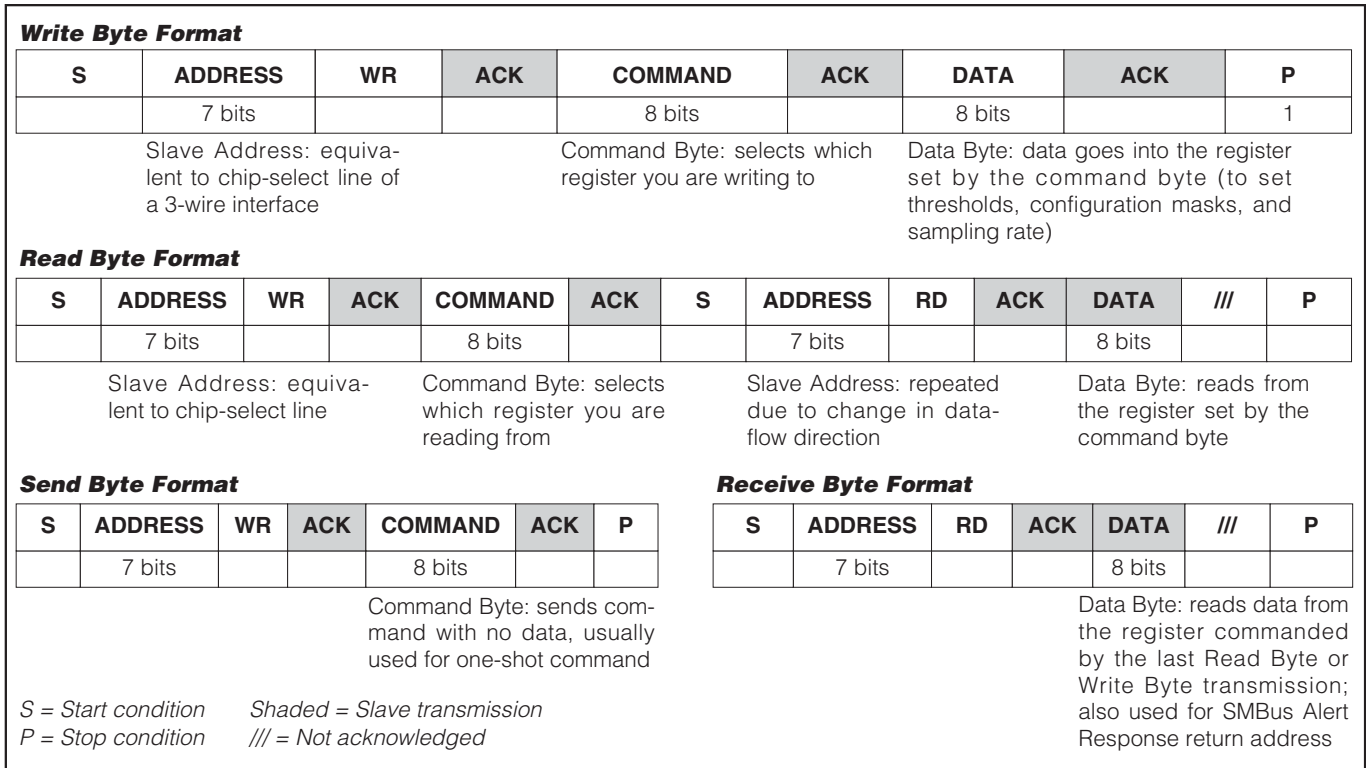 Write Byte Format
S ADDRESS WR ACK COMMAND ACK DATA ACK P
7 bits 8 bits 8 bits 1
Slave Address: equiva-
lent to chip-select line of
a 3-wire interface
Command Byte: selects which
register you are writing to
Data Byte: data goes into the register
set by the command byte (to set
thresholds, configuration masks, and
sampling rate)
Read Byte Format
S ADDRESS WR ACK COMMAND ACK S ADDRESS RD ACK DATA /// P
7 bits 8 bits 7 bits 8 bits
Slave Address: equiva-
lent to chip-select line
Command Byte: selects
which register you are
reading from
Slave Address: repeated
due to change in data-
flow direction
Data Byte: reads from
the register set by the
command byte
Send Byte Format
S ADDRESS WR ACK COMMAND ACK P
7 bits 8 bits
Command Byte: sends com-
mand with no data, usually
used for one-shot command
Receive Byte Format
S ADDRESS RD ACK DATA /// P
7 bits 8 bits
Data Byte: reads data from
the register commanded
by the last Read Byte or
Write Byte transmission;
also used for SMBus Alert
Response return address
S = Start condition Shaded = Slave transmission
P = Stop condition /// = Not acknowledged